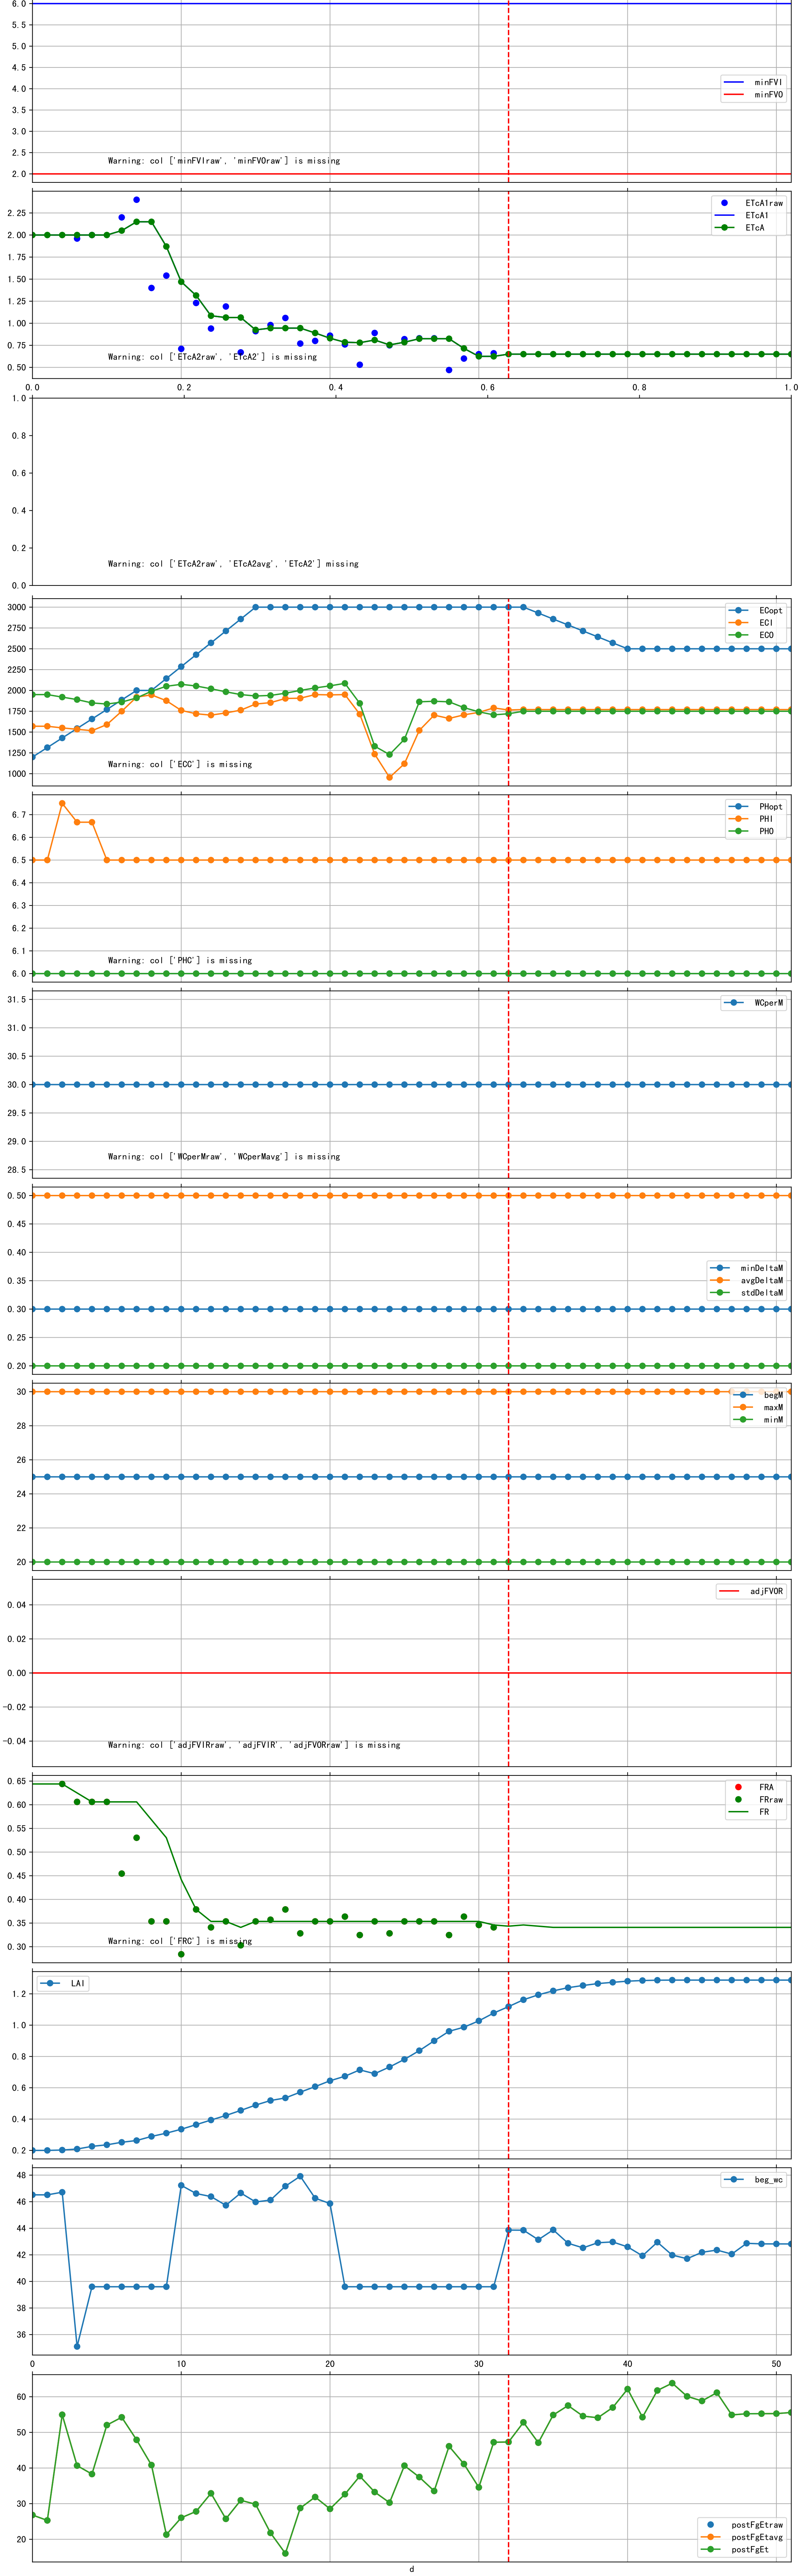 6.0
5.5
5.0
4.5
4.0
3.5
3.0
2.5
2.0
minFVI
minFVO
Warning: col ['minFVIraw', 'minFVOraw'] is missing
2.25
2.00
1.75
1.50
1.25
1.00
0.75
0.50
ETcA1raw
ETcA1
ETcA
Warning: col ['ETcA2raw', 'ETcA2'] is missing
0.0 0.2 0.4 0.6 0.8 1.0
1.0
0.8
0.6
0.4
0.2
0.0
Warning: col ['ETcA2raw', 'ETcA2avg', 'ETcA2'] missing
3000
2750
2500
2250
2000
1750
1500
1250
1000
ECopt
ECI
ECO
Warning: col ['ECC'] is missing
6.7
6.6
6.5
6.4
6.3
6.2
6.1
6.0
PHopt
PHI
PHO
Warning: col ['PHC'] is missing
31.5
31.0
30.5
30.0
29.5
29.0
28.5
WCperM
Warning: col ['WCperMraw', 'WCperMavg'] is missing
0.50
0.45
0.40
0.35
0.30
0.25
0.20
minDeltaM
avgDeltaM
stdDeltaM
30
28
26
24
22
20
begM
maxM
minM
0.04
0.02
0.00
-0.02
-0.04
adjFVOR
Warning: col ['adjFVIRraw', 'adjFVIR', 'adjFVORraw'] is missing
0.65
0.60
0.55
0.50
0.45
0.40
0.35
0.30
FRA
FRraw
FR
Warning: col ['FRC'] is missing
1.2
1.0
0.8
0.6
0.4
0.2
LAI
48
46
44
42
40
38
36
beg_wc
0 10 20 30 40 50
60
50
40
30
20
postFgEtraw
postFgEtavg
postFgEt
d